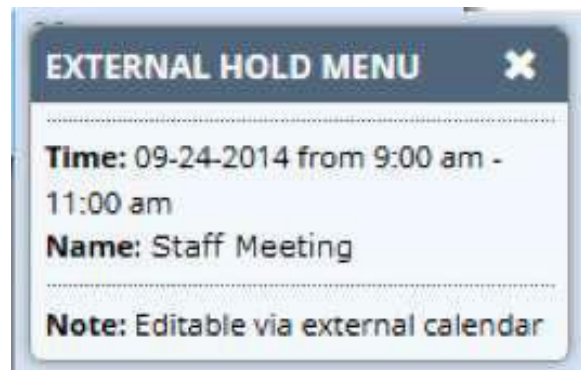 EXTERNAL HOLD MENU ✖
Time: 09-24-2014 from 9:00 am -
11:00 am
Name: Staff Meeting
Note: Editable via external calendar